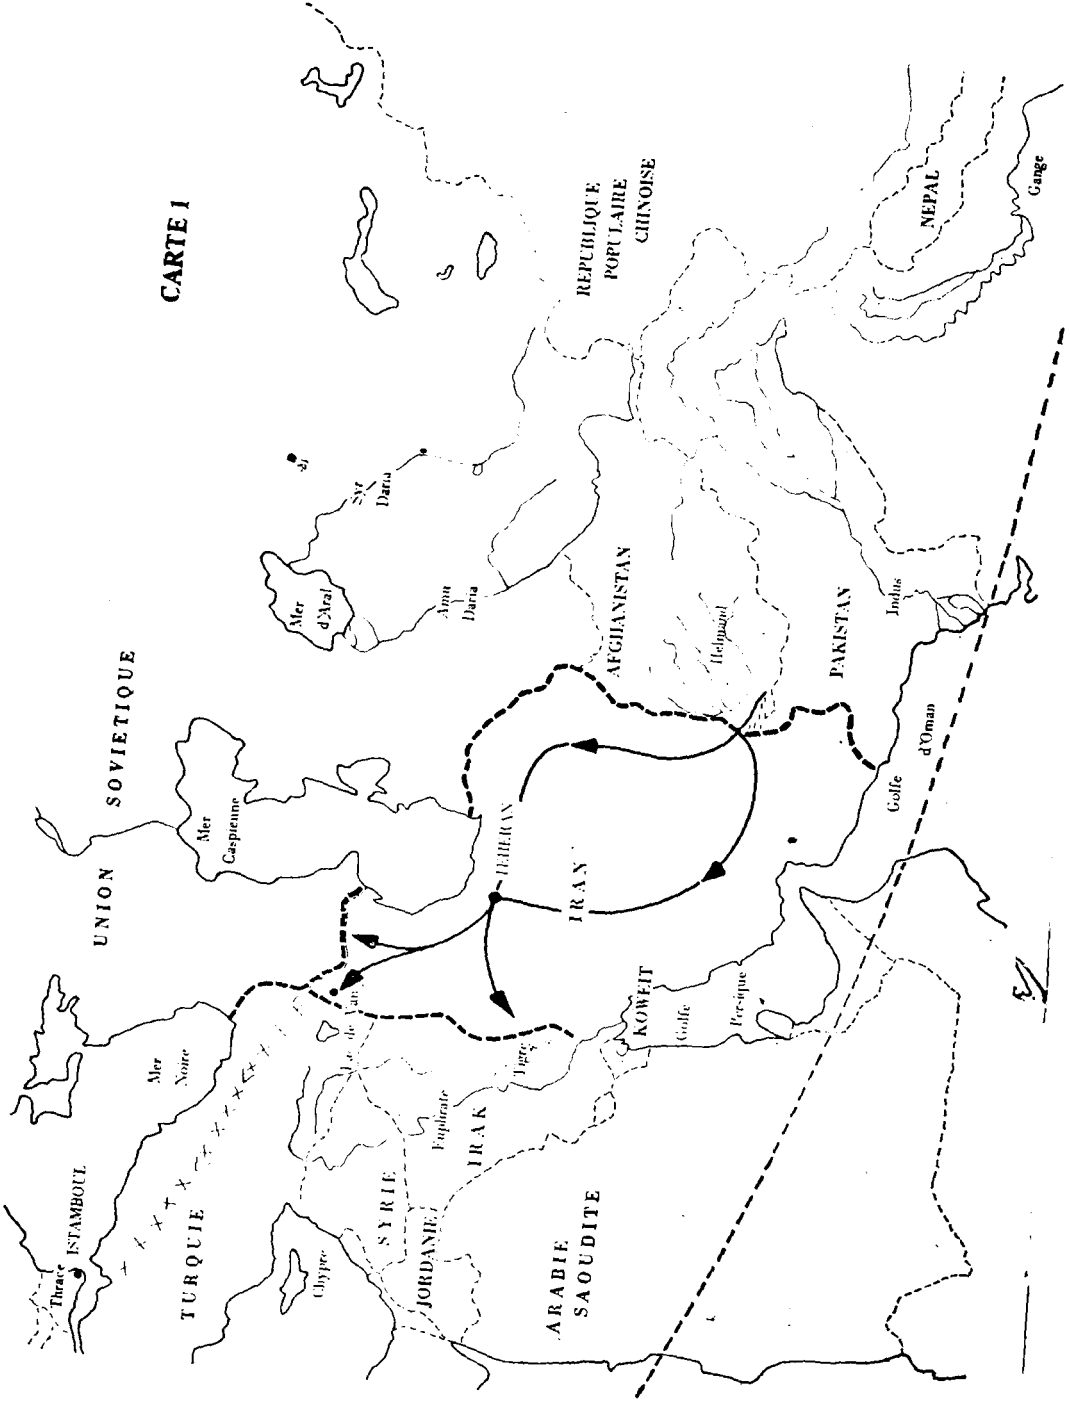 CARTE 1
UNION
SOVIETIQUE
Mer
Noire
Mer
Caspienne
Mer
d'Aral
Syr
Daria
Amu
Daria
Thrace
ISTAMBOUL
TURQUIE
Chypre
SYRIE
JORDANIE
IRAK
Euphrate
Tigre
ARABIE
SAOUDITE
KOWEIT
Golfe
Persique
TEHERAN
IRAN
AFGHANISTAN
Helmand
PAKISTAN
Indus
Golfe
d'Oman
REPUBLIQUE
POPULAIRE
CHINOISE
NEPAL
Gange